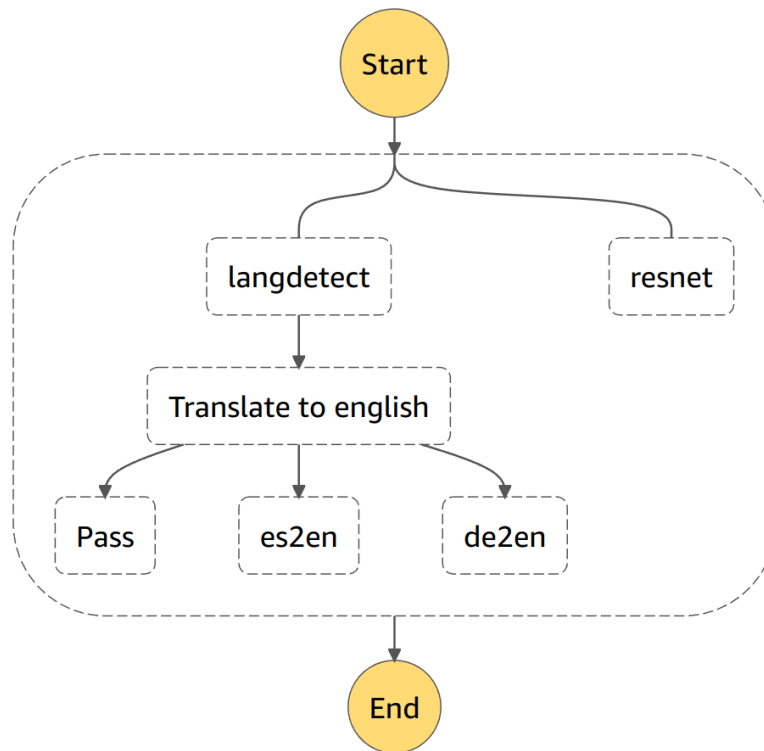 Start
langdetect
resnet
Translate to english
Pass
es2en
de2en
End